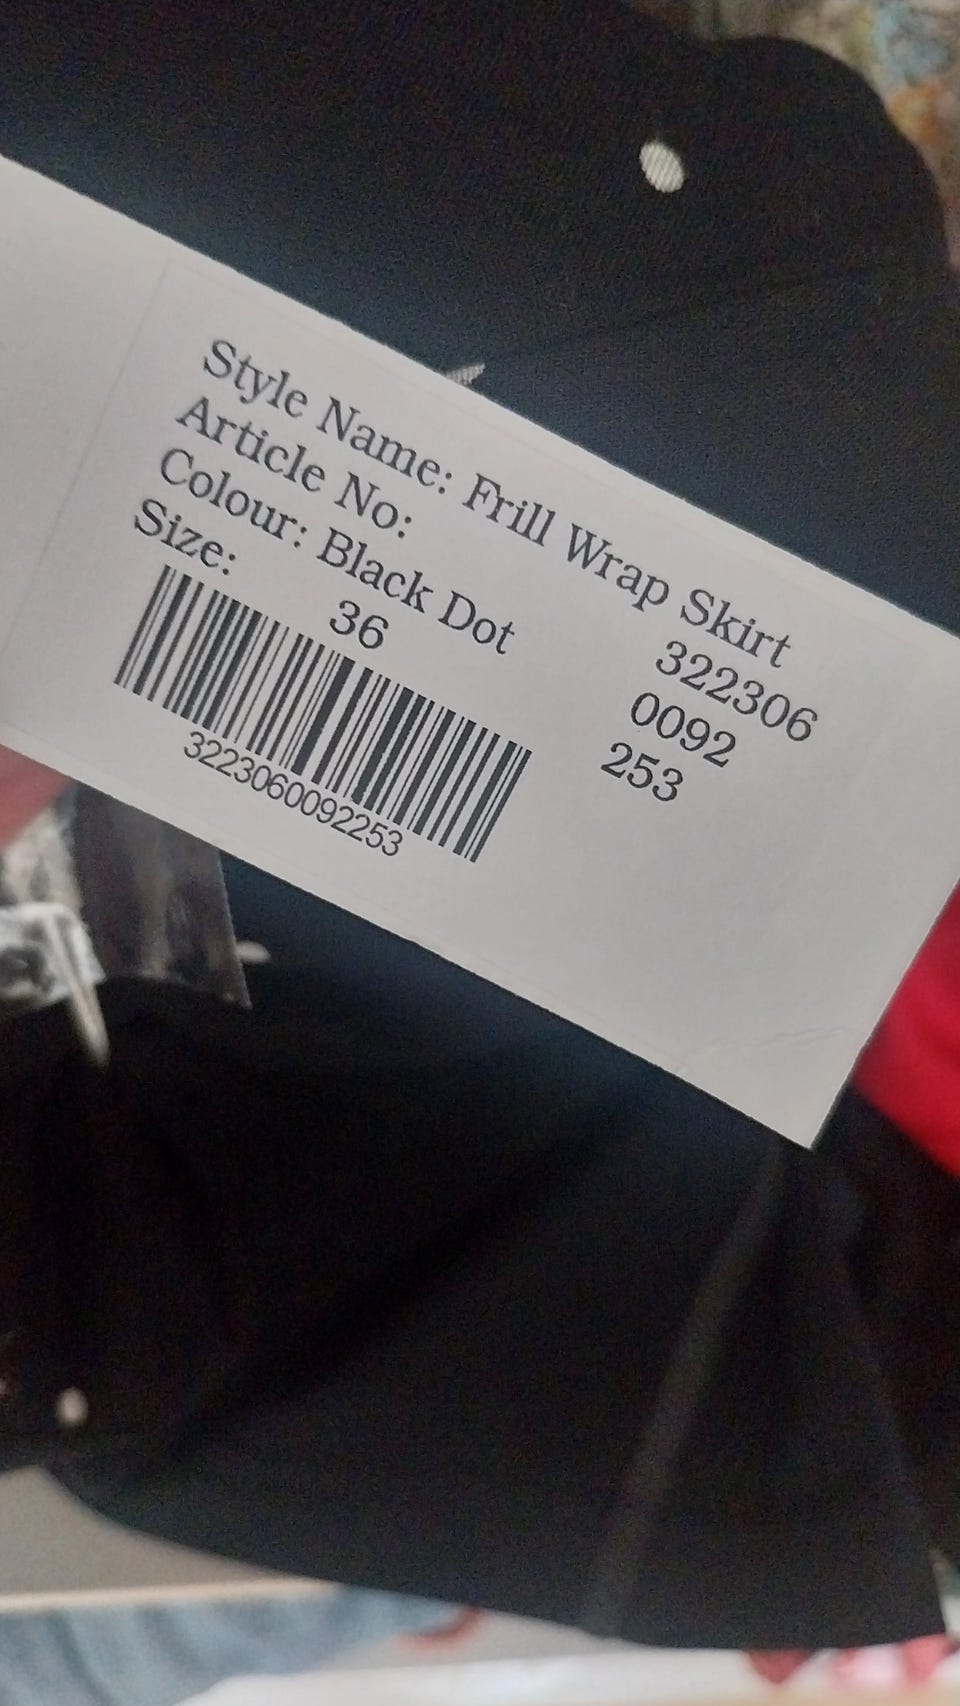 Style Name: Frill Wrap Skirt
Article No: 322306
Colour: Black Dot 0092
Size: 36 253
3223060092253